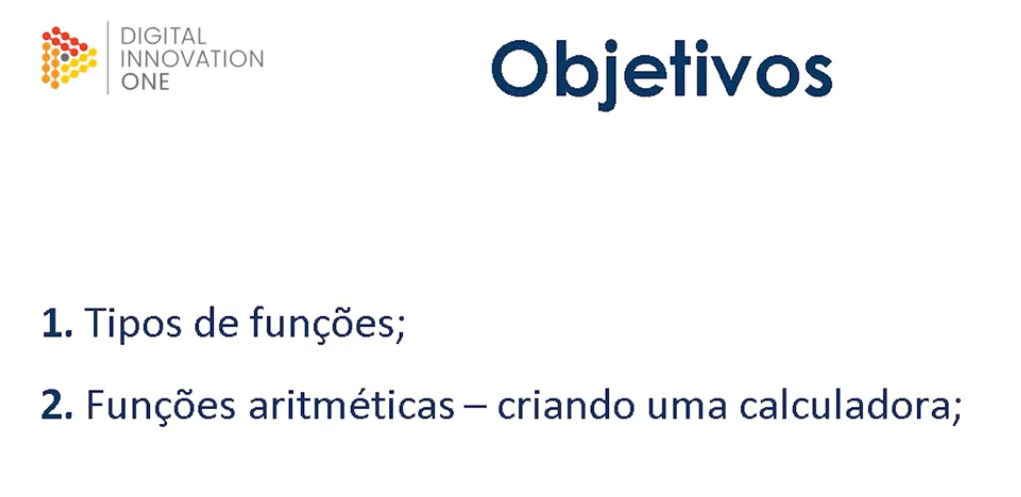 DIGITAL
INNOVATION
ONE
Objetivos
1. Tipos de funções;
2. Funções aritméticas – criando uma calculadora;